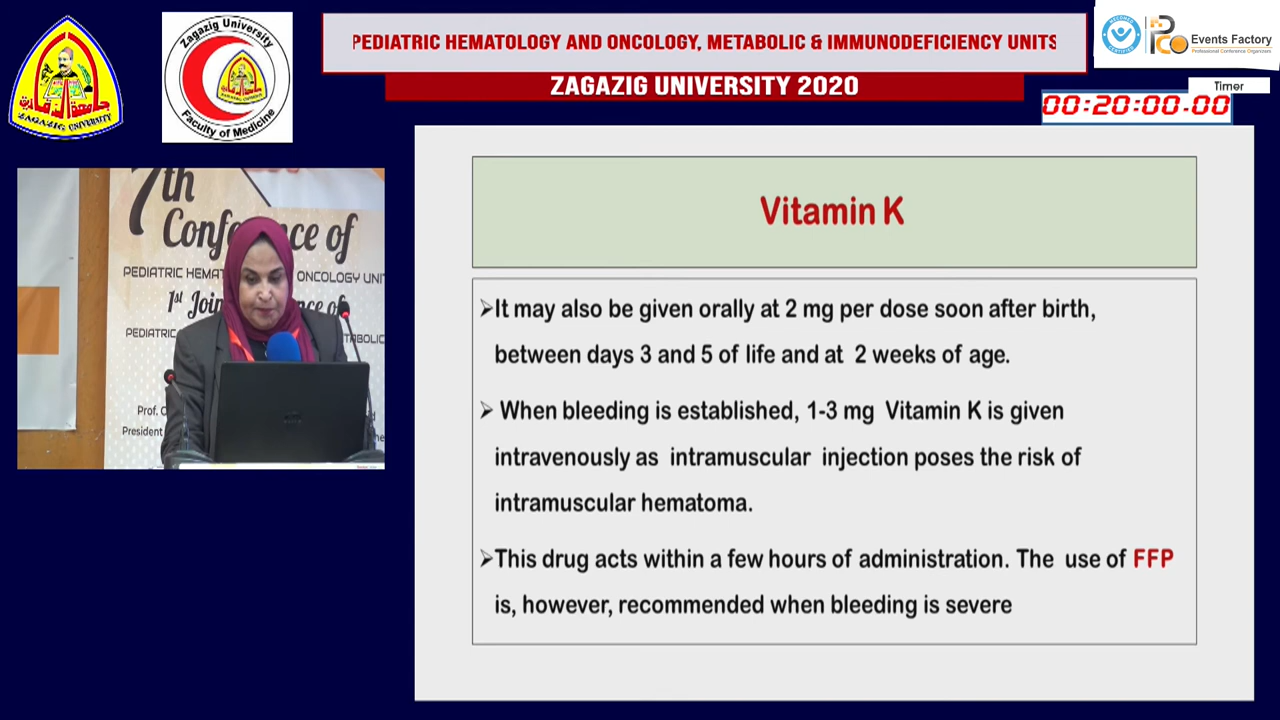 ZAGAZIG UNIVERSITY
Zagazig University
Faculty of Medicine
PEDIATRIC HEMATOLOGY AND ONCOLOGY, METABOLIC & IMMUNODEFICIENCY UNITS
ZAGAZIG UNIVERSITY 2020
Events Factory
Professional Conference Organizers
Timer
00:20:00.00
7th
Conference of
PEDIATRIC
ONCOLOGY
1st
PEDIATRIC
Prof.
President
Vitamin K
➢It may also be given orally at 2 mg per dose soon after birth,
between days 3 and 5 of life and at 2 weeks of age.
➢ When bleeding is established, 1-3 mg Vitamin K is given
intravenously as intramuscular injection poses the risk of
intramuscular hematoma.
➢This drug acts within a few hours of administration. The use of FFP
is, however, recommended when bleeding is severe